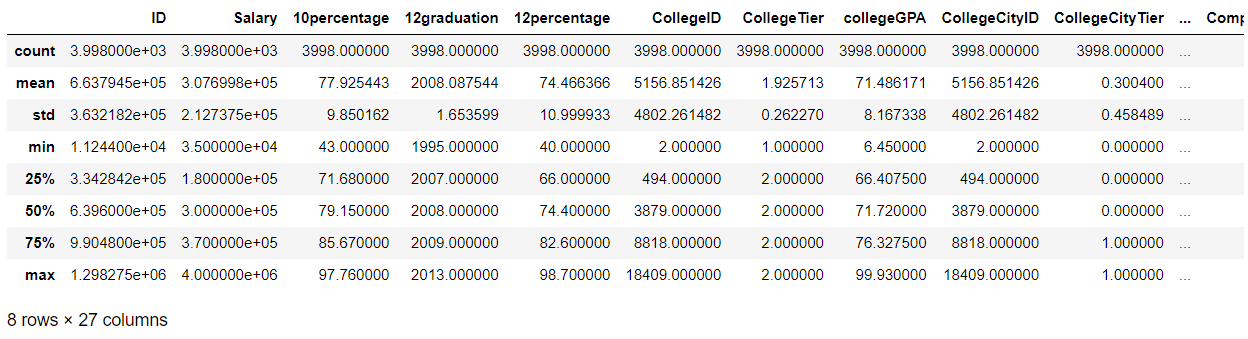 ID Salary 10percentage 12graduation 12percentage CollegeID CollegeTier collegeGPA CollegeCityID CollegeCityTier ... Comp
count 3.998000e+03 3.998000e+03 3998.000000 3998.000000 3998.000000 3998.000000 3998.000000 3998.000000 3998.000000 3998.000000 ...
mean 6.637945e+05 3.076998e+05 77.925443 2008.087544 74.466366 5156.851426 1.925713 71.486171 5156.851426 0.300400 ...
std 3.632182e+05 2.127375e+05 9.850162 1.653599 10.999933 4802.261482 0.262270 8.167338 4802.261482 0.458489 ...
min 1.124400e+04 3.500000e+04 43.000000 1995.000000 40.000000 2.000000 1.000000 6.450000 2.000000 0.000000 ...
25% 3.342842e+05 1.800000e+05 71.680000 2007.000000 66.000000 494.000000 2.000000 66.407500 494.000000 0.000000 ...
50% 6.396000e+05 3.000000e+05 79.150000 2008.000000 74.400000 3879.000000 2.000000 71.720000 3879.000000 0.000000 ...
75% 9.904800e+05 3.700000e+05 85.670000 2009.000000 82.600000 8818.000000 2.000000 76.327500 8818.000000 1.000000 ...
max 1.298275e+06 4.000000e+06 97.760000 2013.000000 98.700000 18409.000000 2.000000 99.930000 18409.000000 1.000000 ...
8 rows × 27 columns